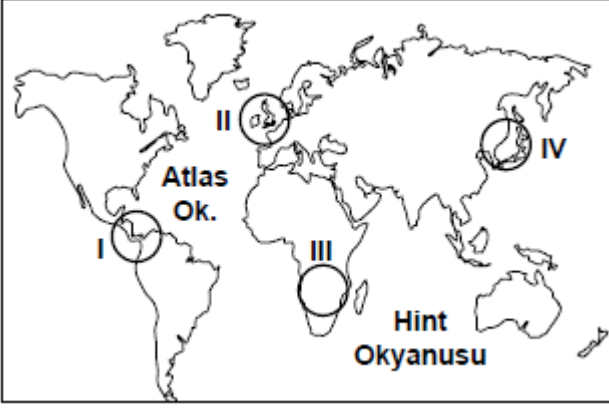 II
IV
Atlas
Ok.
I
III
Hint
Okyanusu